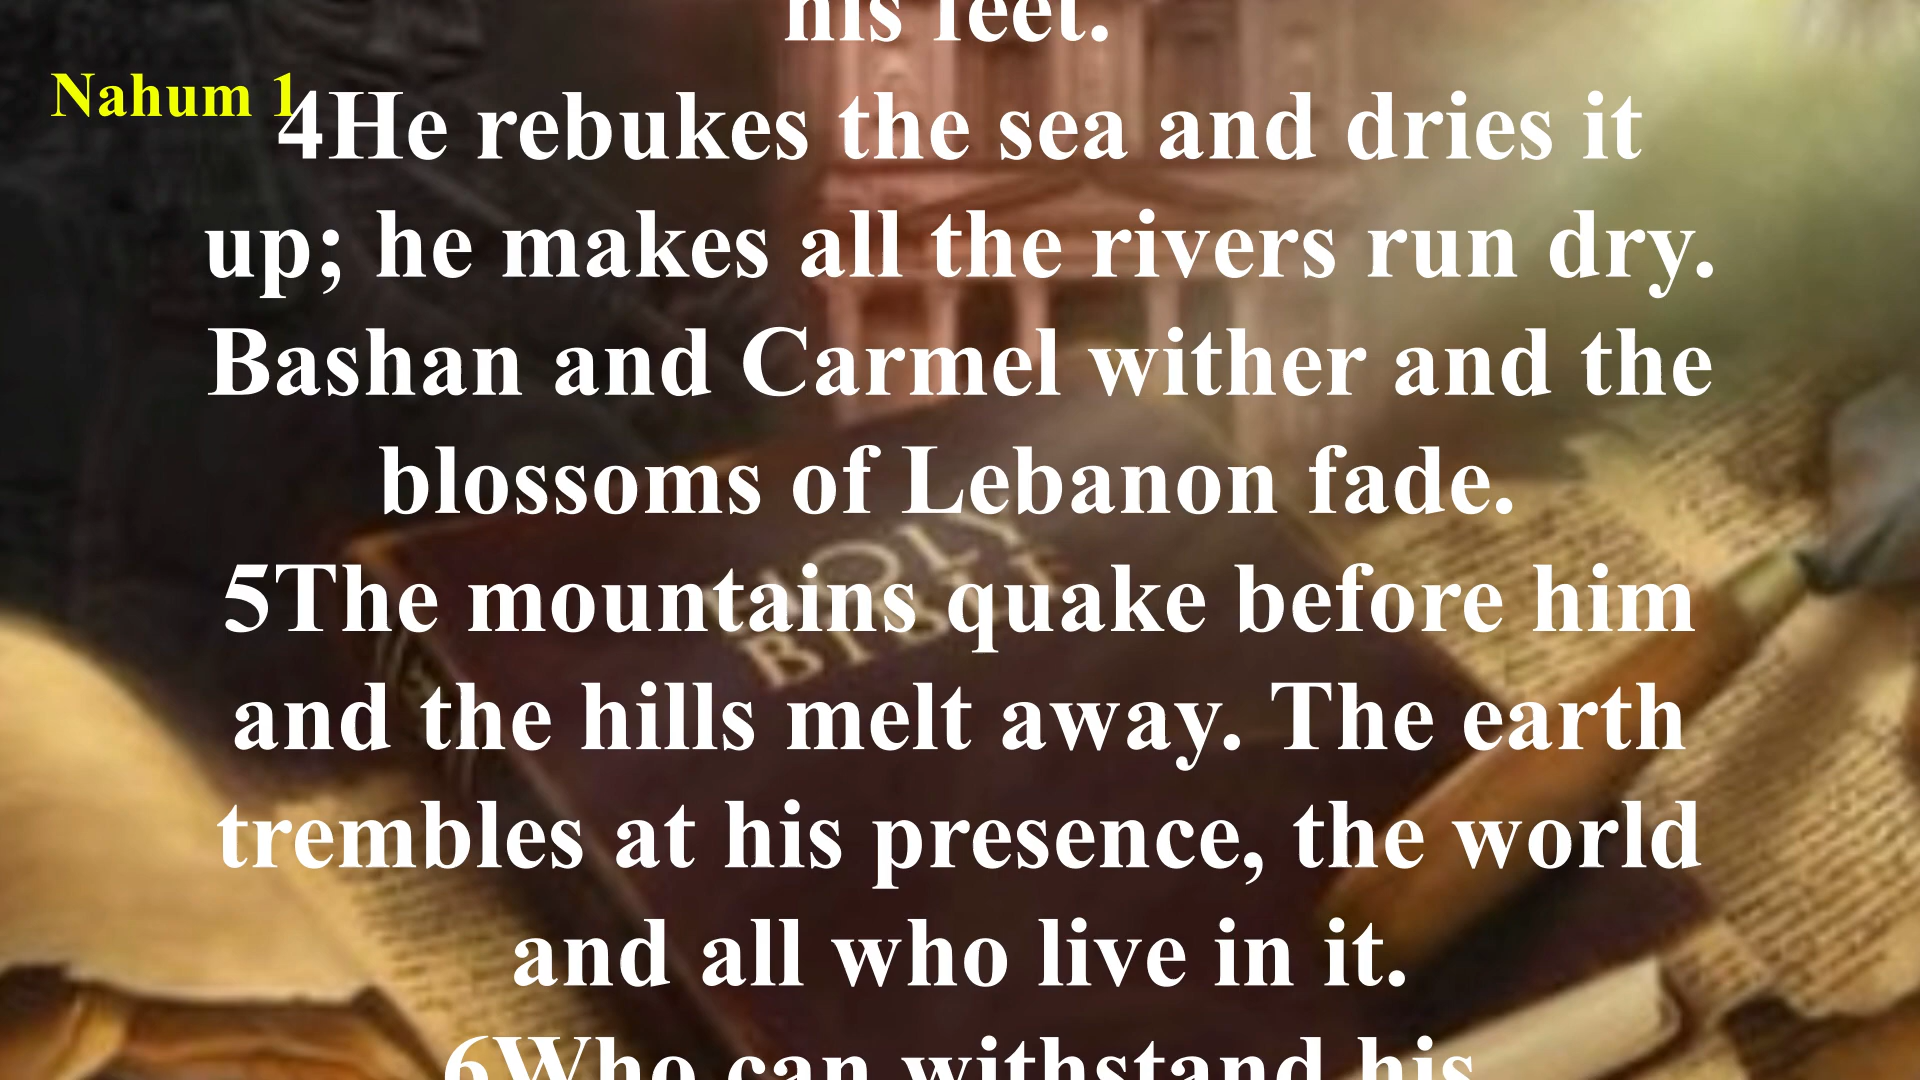 his feet.
Nahum 1
4He rebukes the sea and dries it
up; he makes all the rivers run dry.
Bashan and Carmel wither and the
blossoms of Lebanon fade.
HOLY
5The mountains quake before him
BIBLE
and the hills melt away. The earth
trembles at his presence, the world
and all who live in it.
6Who can withstand his